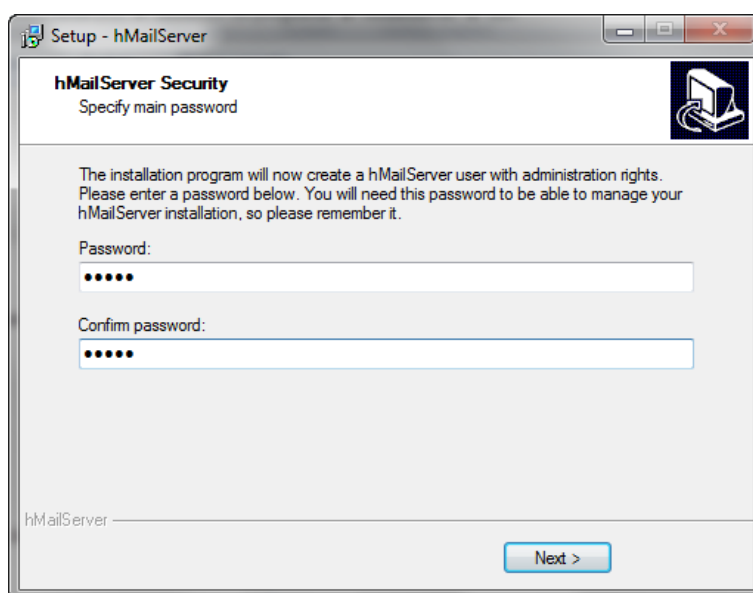 Setup - hMailServer
hMailServer Security
Specify main password
The installation program will now create a hMailServer user with administration rights.
Please enter a password below. You will need this password to be able to manage your
hMailServer installation, so please remember it.
Password:
•••••
Confirm password:
•••••
hMailServer
Next >